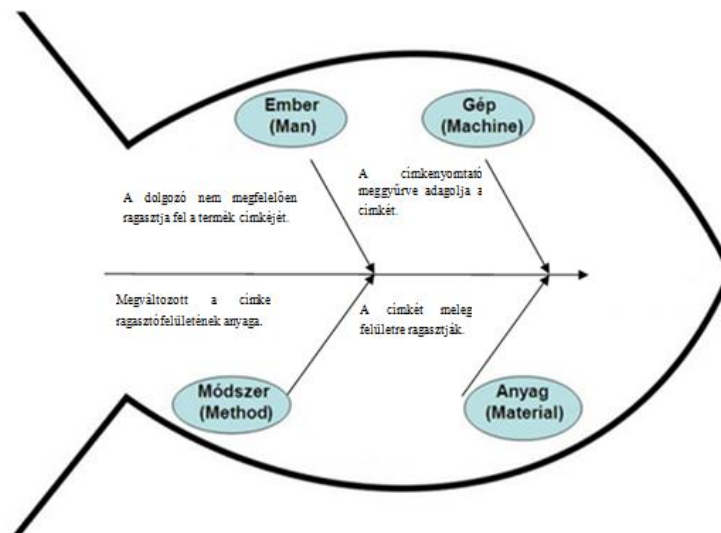 Ember
(Man)
Gép
(Machine)
A dolgozó nem megfelelően
ragasztja fel a termék címkéjét.
A címkenyomtató
meggyűrve adagolja a
címkét.
Megváltozott a címke
ragasztófelületének anyaga.
A címkét meleg
felületre ragasztják.
Módszer
(Method)
Anyag
(Material)